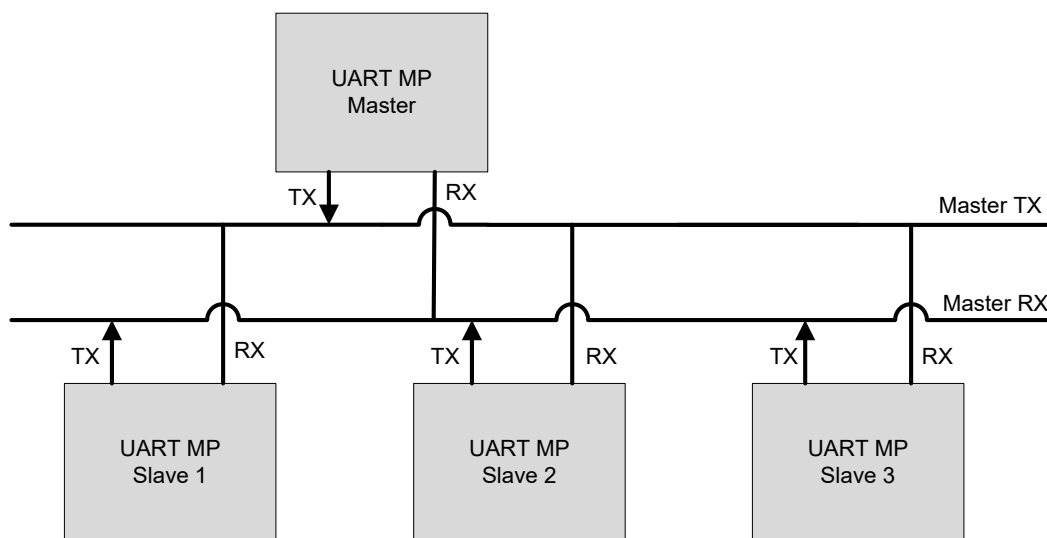 UART MP
Master
TX
RX
Master TX
Master RX
TX
RX
TX
RX
TX
RX
UART MP
Slave 1
UART MP
Slave 2
UART MP
Slave 3